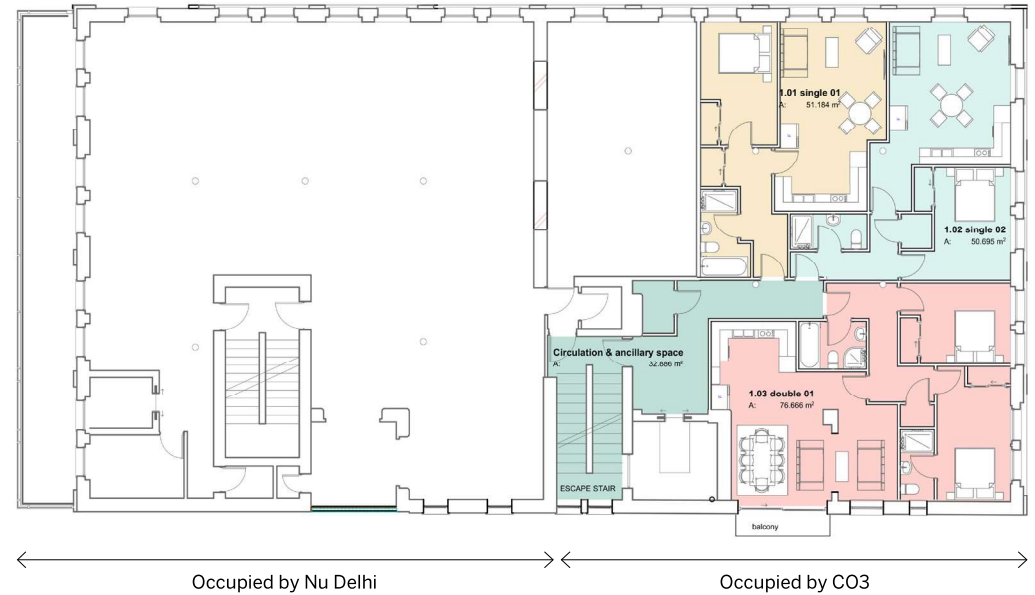 1.01 single 01
A: 51.184 m²
1.02 single 02
A: 50.695 m²
Circulation & ancillary space
A: 32.886 m²
1.03 double 01
A: 76.666 m²
ESCAPE STAIR
balcony
Occupied by Nu Delhi
Occupied by CO3